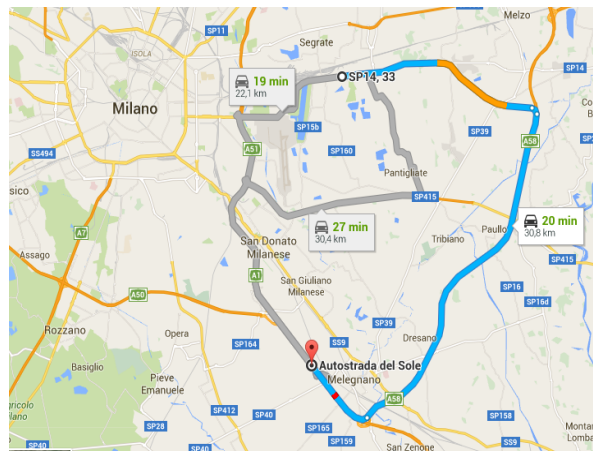 Melzo
SP11
Segrate
ISOLA
SP14, 33
SP14
19 min
22,1 km
Milano
SP15b
SP39
A58
A51
SP160
SS494
Pantigliate
SP415
sico
27 min
30,4 km
20 min
30,8 km
A7
Paullo
San Donato
Milanese
Tribiano
SP415
Assago
A1
San Giuliano
Milanese
SP16
A50
SP16d
SP39
Rozzano
Opera
SP164
SS9
Dresano
Autostrada del Sole
Basiglio
Melegnano
Pieve
Emanuele
A58
SP412
SP40
SP158
SP28
SP165
SP159
SS9
SP40
San Zenone